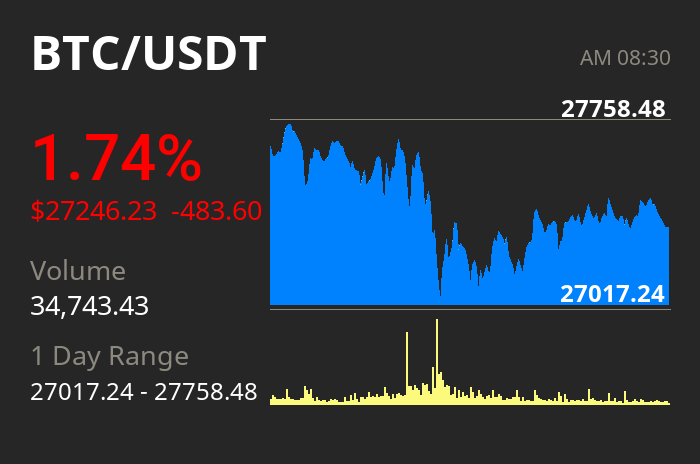 BTC/USDT
AM 08:30
27758.48
1.74%
$27246.23 -483.60
Volume
34,743.43
27017.24
1 Day Range
27017.24 - 27758.48